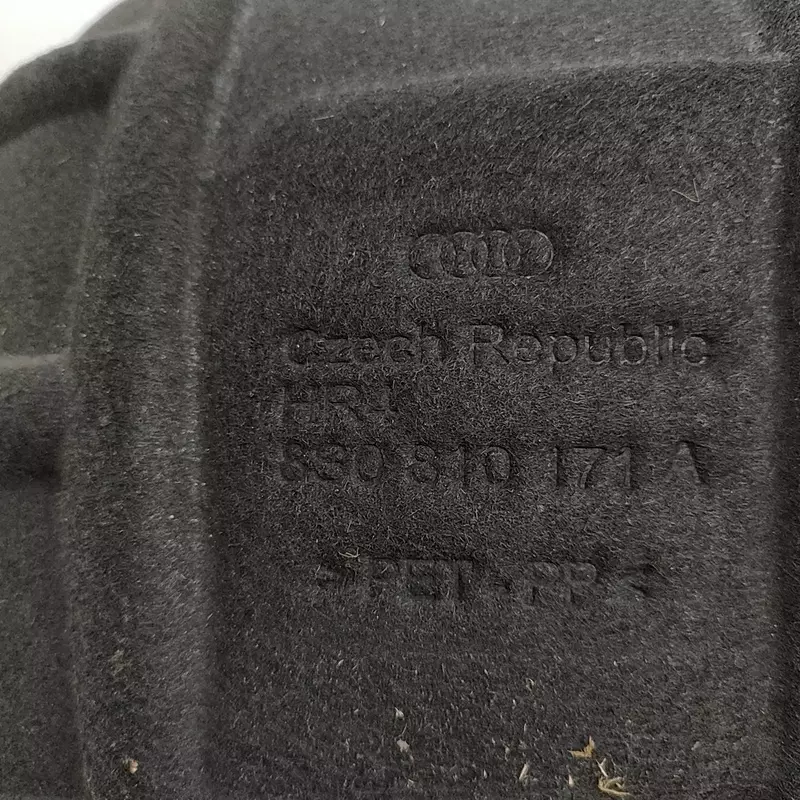 Czech Republic
8S0 810 171 A
>PET+PP<